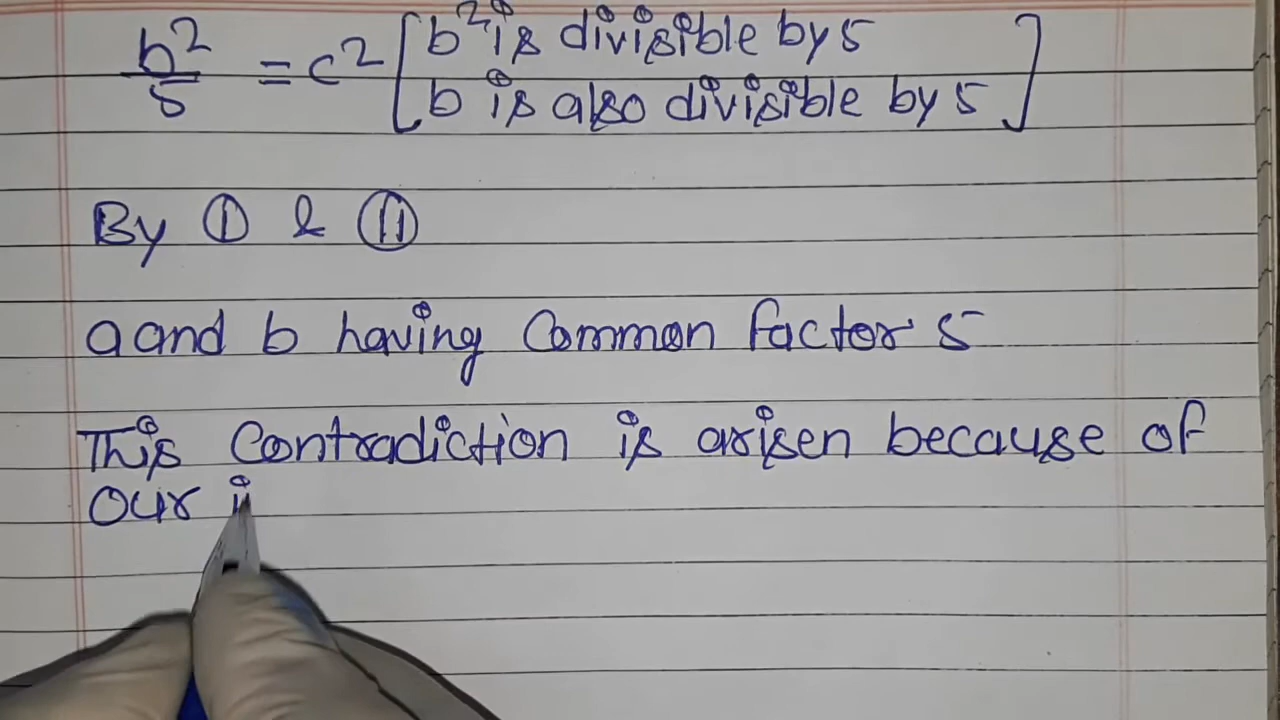 b²/5 = c² [b² is divisible by 5
b is also divisible by 5]
By Ⓘ & Ⓘⓘ
a and b having Common factor 5
This Contradiction is arisen because of
our i